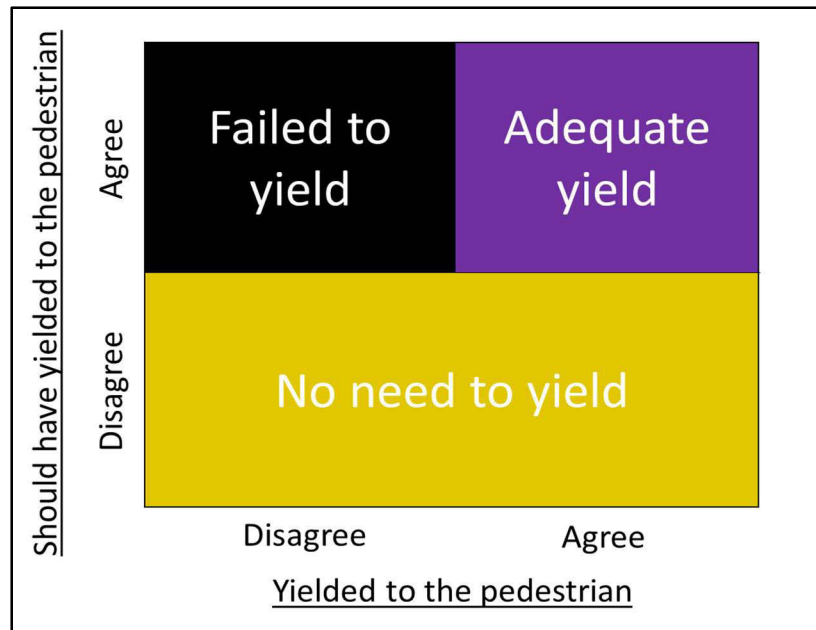 Should have yielded to the pedestrian
Agree
Disagree
Failed to
yield
Adequate
yield
No need to yield
Disagree
Agree
Yielded to the pedestrian